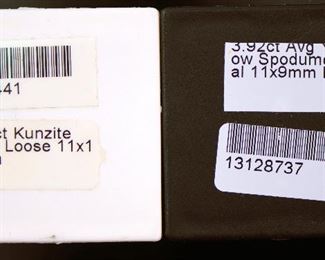 441
ct Kunzite
Loose 11x1
3.92ct Avg
ow Spodume
al 11x9mm
13128737